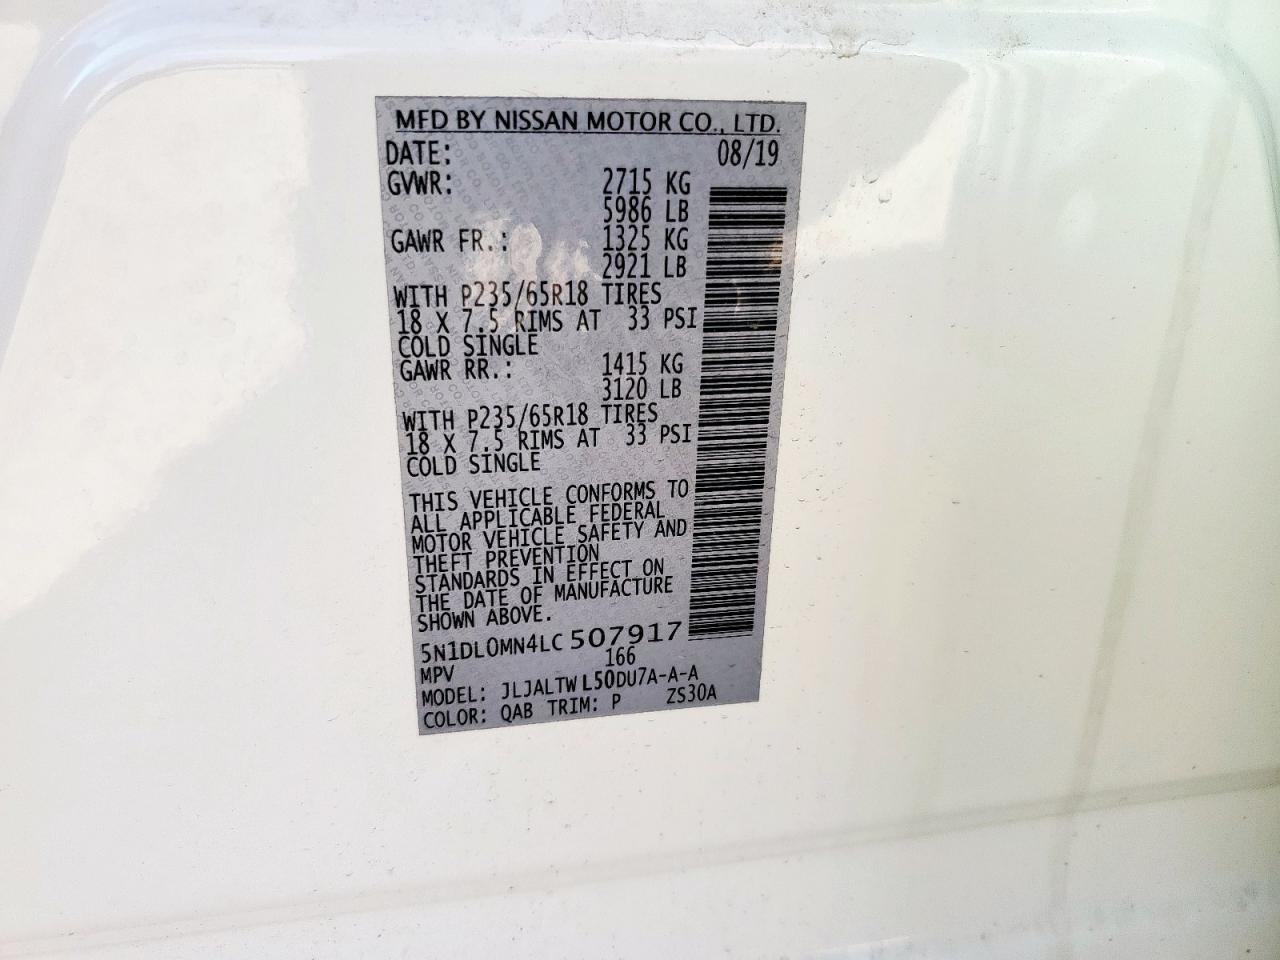 MFD BY NISSAN MOTOR CO., LTD.
DATE: 08/19
GVWR: 2715 KG
5986 LB
GAWR FR.: 1325 KG
2921 LB
WITH P235/65R18 TIRES
18 X 7.5 RIMS AT 33 PSI
COLD SINGLE
GAWR RR.: 1415 KG
3120 LB
WITH P235/65R18 TIRES
18 X 7.5 RIMS AT 33 PSI
COLD SINGLE
THIS VEHICLE CONFORMS TO
ALL APPLICABLE FEDERAL
MOTOR VEHICLE SAFETY AND
THEFT PREVENTION
STANDARDS IN EFFECT ON
THE DATE OF MANUFACTURE
SHOWN ABOVE.
5N1DL0MN4LC507917
MPV 166
MODEL: JLJALTWL50DU7A-A-A
COLOR: QAB TRIM: P ZS30A